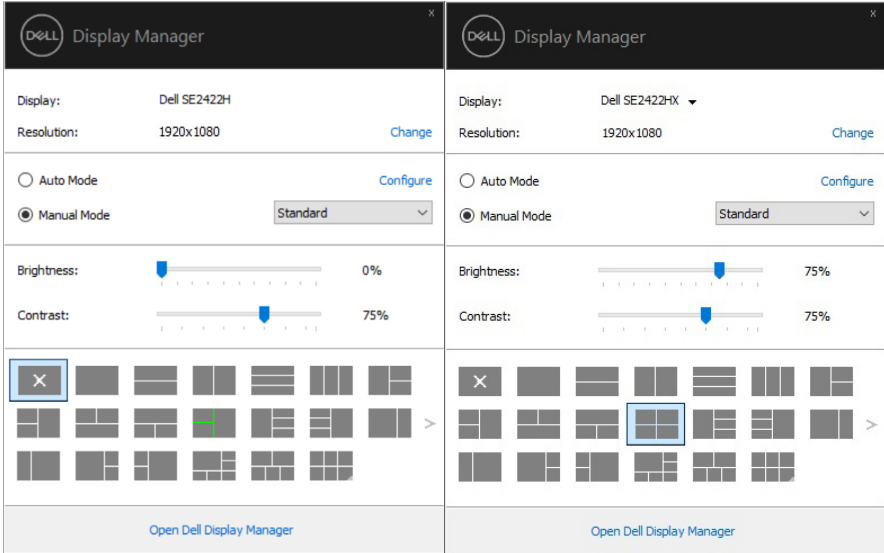 x
DELL Display Manager
Display: Dell SE2422H
Resolution: 1920x1080 Change
Auto Mode Configure
Manual Mode Standard
Brightness: 0%
Contrast: 75%
>
Open Dell Display Manager
x
DELL Display Manager
Display: Dell SE2422HX
Resolution: 1920x1080 Change
Auto Mode Configure
Manual Mode Standard
Brightness: 75%
Contrast: 75%
>
Open Dell Display Manager